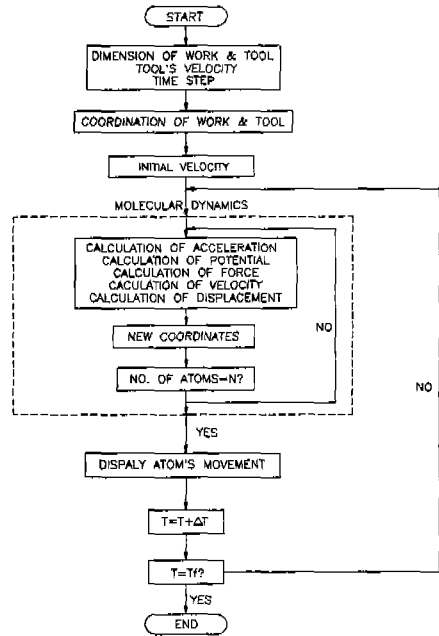 START
DIMENSION OF WORK & TOOL
TOOL'S VELOCITY
TIME STEP
COORDINATION OF WORK & TOOL
INITIAL VELOCITY
MOLECULAR DYNAMICS
CALCULATION OF ACCELERATION
CALCULATION OF POTENTIAL
CALCULATION OF FORCE
CACULATION OF VELOCITY
CALCULATION OF DISPLACEMENT
NEW COORDINATES
NO
NO. OF ATOMS=N?
NO
YES
DISPALY ATOM'S MOVEMENT
T=T+ΔT
T=Tf?
YES
END